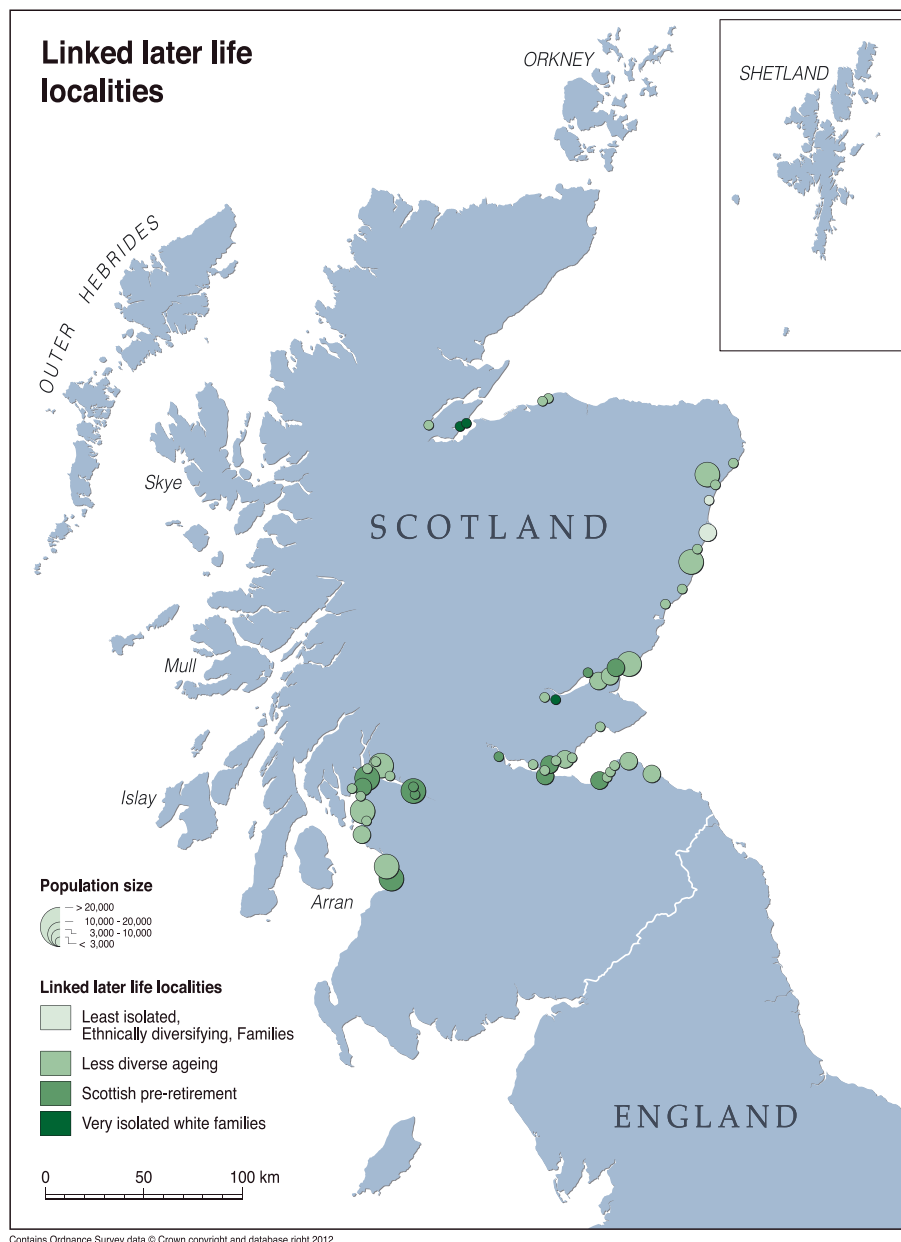 Linked later life
localities
ORKNEY
SHETLAND
OUTER HEBRIDES
Skye
SCOTLAND
Mull
Islay
Arran
Population size
> 20,000
10,000 - 20,000
3,000 - 10,000
< 3,000
Linked later life localities
Least isolated,
Ethnically diversifying, Families
Less diverse ageing
Scottish pre-retirement
Very isolated white families
ENGLAND
0 50 100 km
Contains Ordnance Survey data © Crown copyright and database right 2012